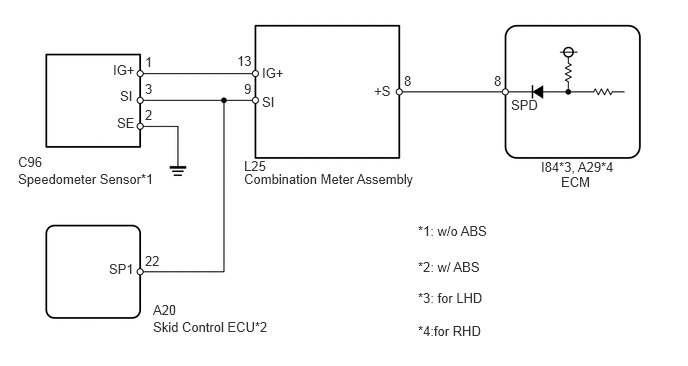 IG+ 1
SI 3
SE 2
C96
Speedometer Sensor*1
13 IG+
9 SI
+S 8
L25
Combination Meter Assembly
8 SPD
I84*3, A29*4
ECM
SP1 22
A20
Skid Control ECU*2
*1: w/o ABS
*2: w/ ABS
*3: for LHD
*4:for RHD